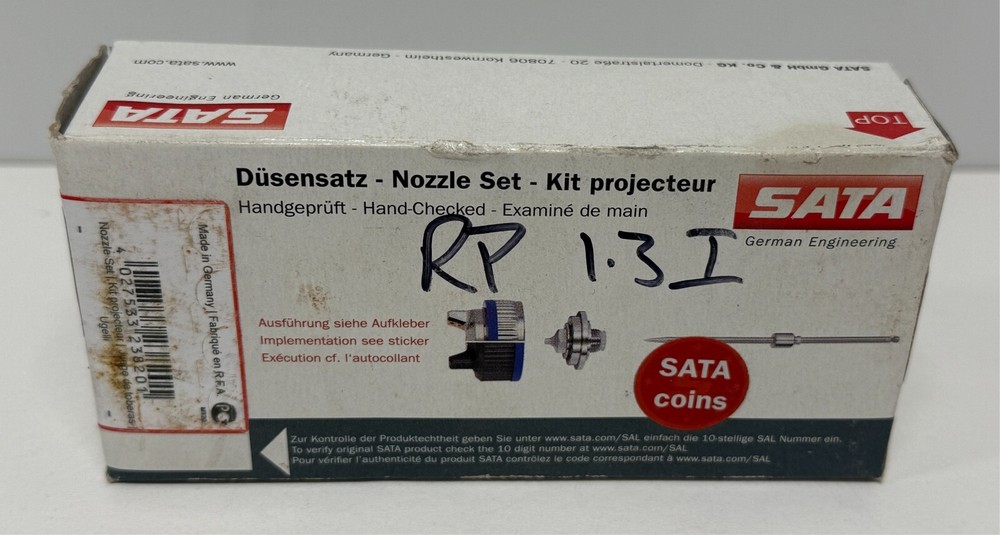 SATA GmbH & Co. KG · Domertalstraße 20 · 70806 Kornwestheim · Germany
www.sata.com
SATA
German Engineering
TOP
Düsensatz - Nozzle Set - Kit projecteur
Handgeprüft - Hand-Checked - Examiné de main
SATA
German Engineering
RP 1.3 I
Ausführung siehe Aufkleber
Implementation see sticker
Exécution cf. l'autocollant
SATA
coins
Made in Germany | Fabriqué en R.F.A.
4 027533 238201
Nozzle Set | Kit projecteur
toberas
Ugelli
Zur Kontrolle der Produktechtheit geben Sie unter www.sata.com/SAL einfach die 10-stellige SAL Nummer ein.
To verify original SATA product check the 10 digit number at www.sata.com/SAL
Pour vérifier l'authenticité du produit SATA contrôlez le code correspondant à www.sata.com/SAL